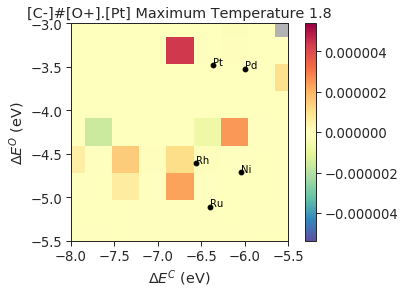 [C-]#[O+].[Pt] Maximum Temperature 1.8
−3.0
−3.5
−4.0
−4.5
−5.0
−5.5
ΔE^O (eV)
Pt
Pd
Rh
Ni
Ru
−8.0 −7.5 −7.0 −6.5 −6.0 −5.5
ΔE^C (eV)
0.000004
0.000002
0.000000
−0.000002
−0.000004